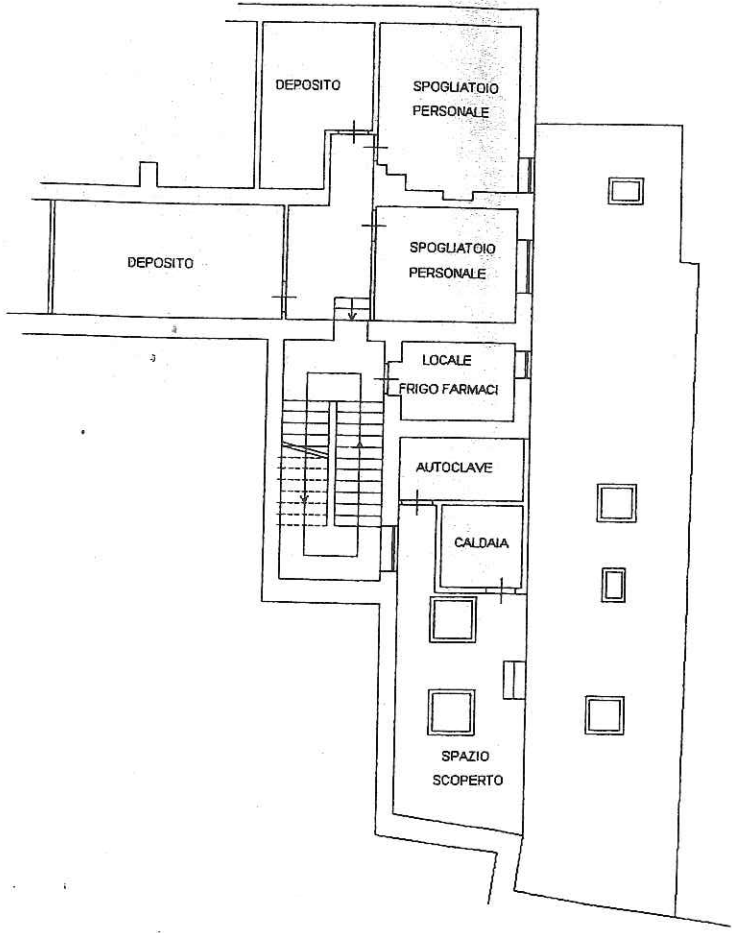 DEPOSITO
SPOGLIATOIO
PERSONALE
DEPOSITO
SPOGLIATOIO
PERSONALE
LOCALE
FRIGO FARMACI
AUTOCLAVE
CALDAIA
SPAZIO
SCOPERTO